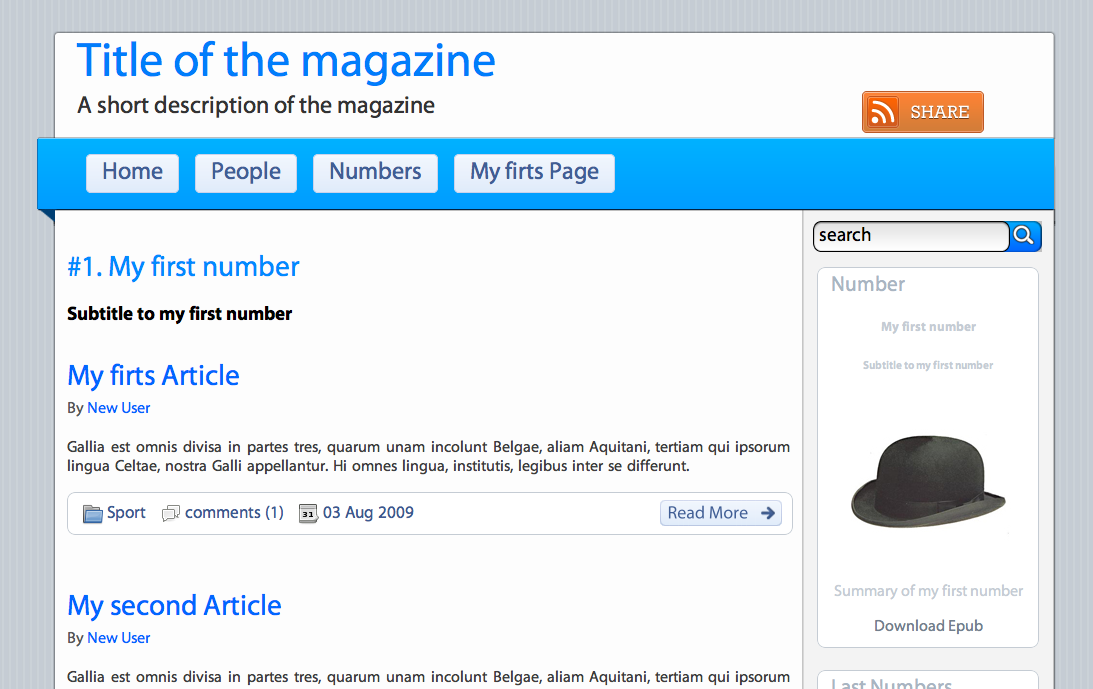 Title of the magazine
A short description of the magazine
SHARE
Home People Numbers My firts Page
search
#1. My first number
Subtitle to my first number
My firts Article
By New User
Gallia est omnis divisa in partes tres, quarum unam incolunt Belgae, aliam Aquitani, tertiam qui ipsorum
lingua Celtae, nostra Galli appellantur. Hi omnes lingua, institutis, legibus inter se differunt.
Sport comments (1) 31 03 Aug 2009 Read More
My second Article
By New User
Gallia est omnis divisa in partes tres, quarum unam incolunt Belgae, aliam Aquitani, tertiam qui ipsorum
Number
My first number
Subtitle to my first number
Summary of my first number
Download Epub
Last Numbers